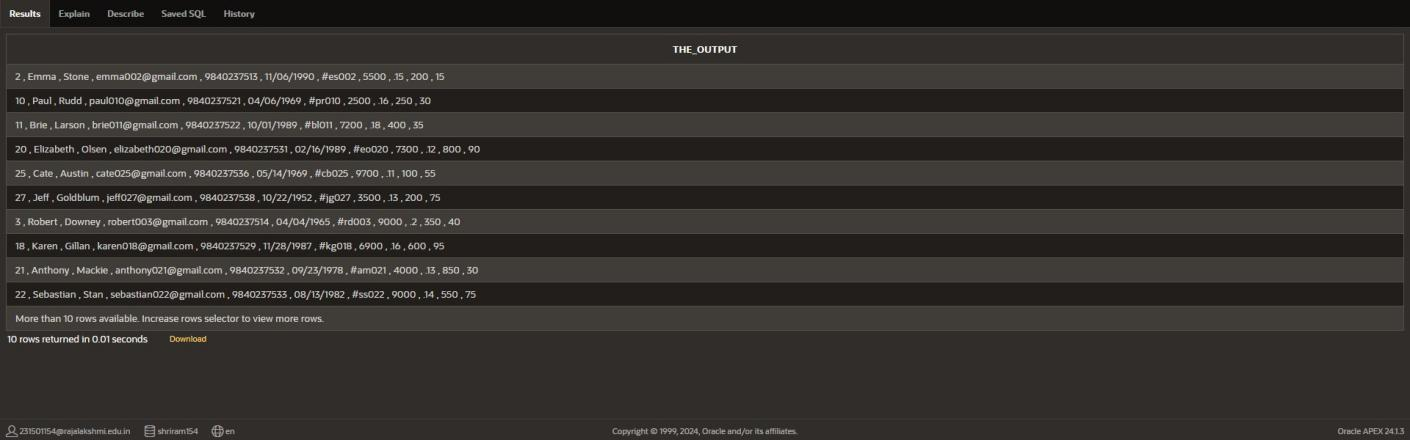 Results Explain Describe Saved SQL History
THE_OUTPUT
2 , Emma , Stone , emma002@gmail.com , 9840237513 , 11/06/1990 , #es002 , 5500 , .15 , 200 , 15
10 , Paul , Rudd , paul010@gmail.com , 9840237521 , 04/06/1969 , #pr010 , 2500 , .16 , 250 , 30
11 , Brie , Larson , brie011@gmail.com , 9840237522 , 10/01/1989 , #bl011 , 7200 , .18 , 400 , 35
20 , Elizabeth , Olsen , elizabeth020@gmail.com , 9840237531 , 02/16/1989 , #eo020 , 7300 , .12 , 800 , 90
25 , Cate , Austin , cate025@gmail.com , 9840237536 , 05/14/1969 , #cb025 , 9700 , .11 , 100 , 55
27 , Jeff , Goldblum , jeff027@gmail.com , 9840237538 , 10/22/1952 , #jg027 , 3500 , .13 , 200 , 75
3 , Robert , Downey , robert003@gmail.com , 9840237514 , 04/04/1965 , #rd003 , 9000 , .2 , 350 , 40
18 , Karen , Gillan , karen018@gmail.com , 9840237529 , 11/28/1987 , #kg018 , 6900 , .16 , 600 , 95
21 , Anthony , Mackie , anthony021@gmail.com , 9840237532 , 09/23/1978 , #am021 , 4000 , .13 , 850 , 30
22 , Sebastian , Stan , sebastian022@gmail.com , 9840237533 , 08/13/1982 , #ss022 , 9000 , .14 , 550 , 75
More than 10 rows available. Increase rows selector to view more rows.
10 rows returned in 0.01 seconds Download
231501154@rajalakshmi.edu.in shriram154 en Copyright © 1999, 2024, Oracle and/or its affiliates. Oracle APEX 24.1.3